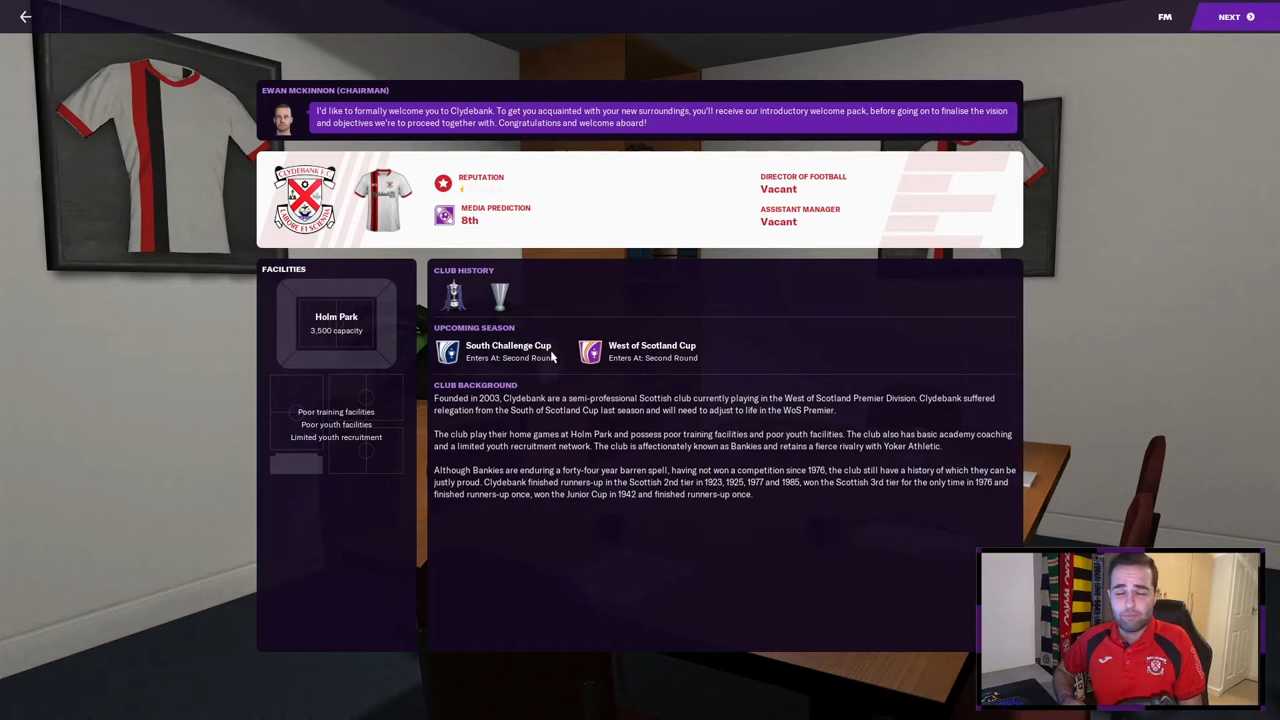 FM
NEXT
EWAN MCKINNON (CHAIRMAN)
I'd like to formally welcome you to Clydebank. To get you acquainted with your new surroundings, you'll receive our introductory welcome pack, before going on to finalise the vision
and objectives we're to proceed together with. Congratulations and welcome aboard!
CLYDEBANK F.C.
LABORE ET SCIENTIA
REPUTATION
MEDIA PREDICTION
8th
DIRECTOR OF FOOTBALL
Vacant
ASSISTANT MANAGER
Vacant
FACILITIES
Holm Park
3,500 capacity
Poor training facilities
Poor youth facilities
Limited youth recruitment
CLUB HISTORY
UPCOMING SEASON
South Challenge Cup
Enters At: Second Round
West of Scotland Cup
Enters At: Second Round
CLUB BACKGROUND
Founded in 2003, Clydebank are a semi-professional Scottish club currently playing in the West of Scotland Premier Division. Clydebank suffered
relegation from the South of Scotland Cup last season and will need to adjust to life in the WoS Premier.
The club play their home games at Holm Park and possess poor training facilities and poor youth facilities. The club also has basic academy coaching
and a limited youth recruitment network. The club is affectionately known as Bankies and retains a fierce rivalry with Yoker Athletic.
Although Bankies are enduring a forty-four year barren spell, having not won a competition since 1976, the club still have a history of which they can be
justly proud. Clydebank finished runners-up in the Scottish 2nd tier in 1923, 1925, 1977 and 1985, won the Scottish 3rd tier for the only time in 1976 and
finished runners-up once, won the Junior Cup in 1942 and finished runners-up once.